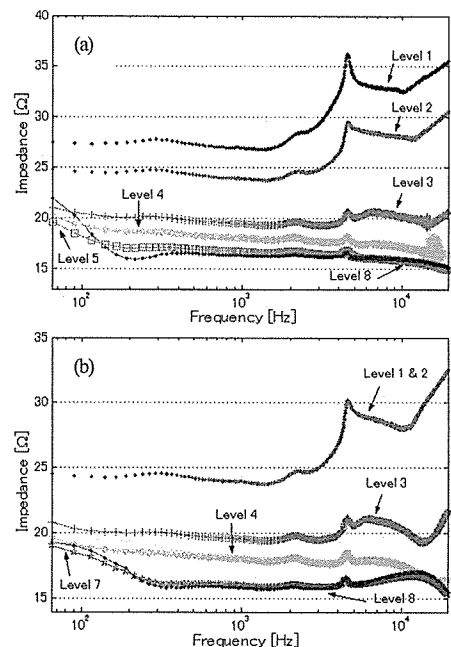 (a)
40
35
30
25
20
15
Impedance [Ω]
Level 1
Level 2
Level 3
Level 4
Level 5
Level 8
10²
10³
10⁴
Frequency [Hz]
(b)
35
30
25
20
15
Impedance [Ω]
Level 1 & 2
Level 3
Level 4
Level 7
Level 8
10²
10³
10⁴
Frequency [Hz]